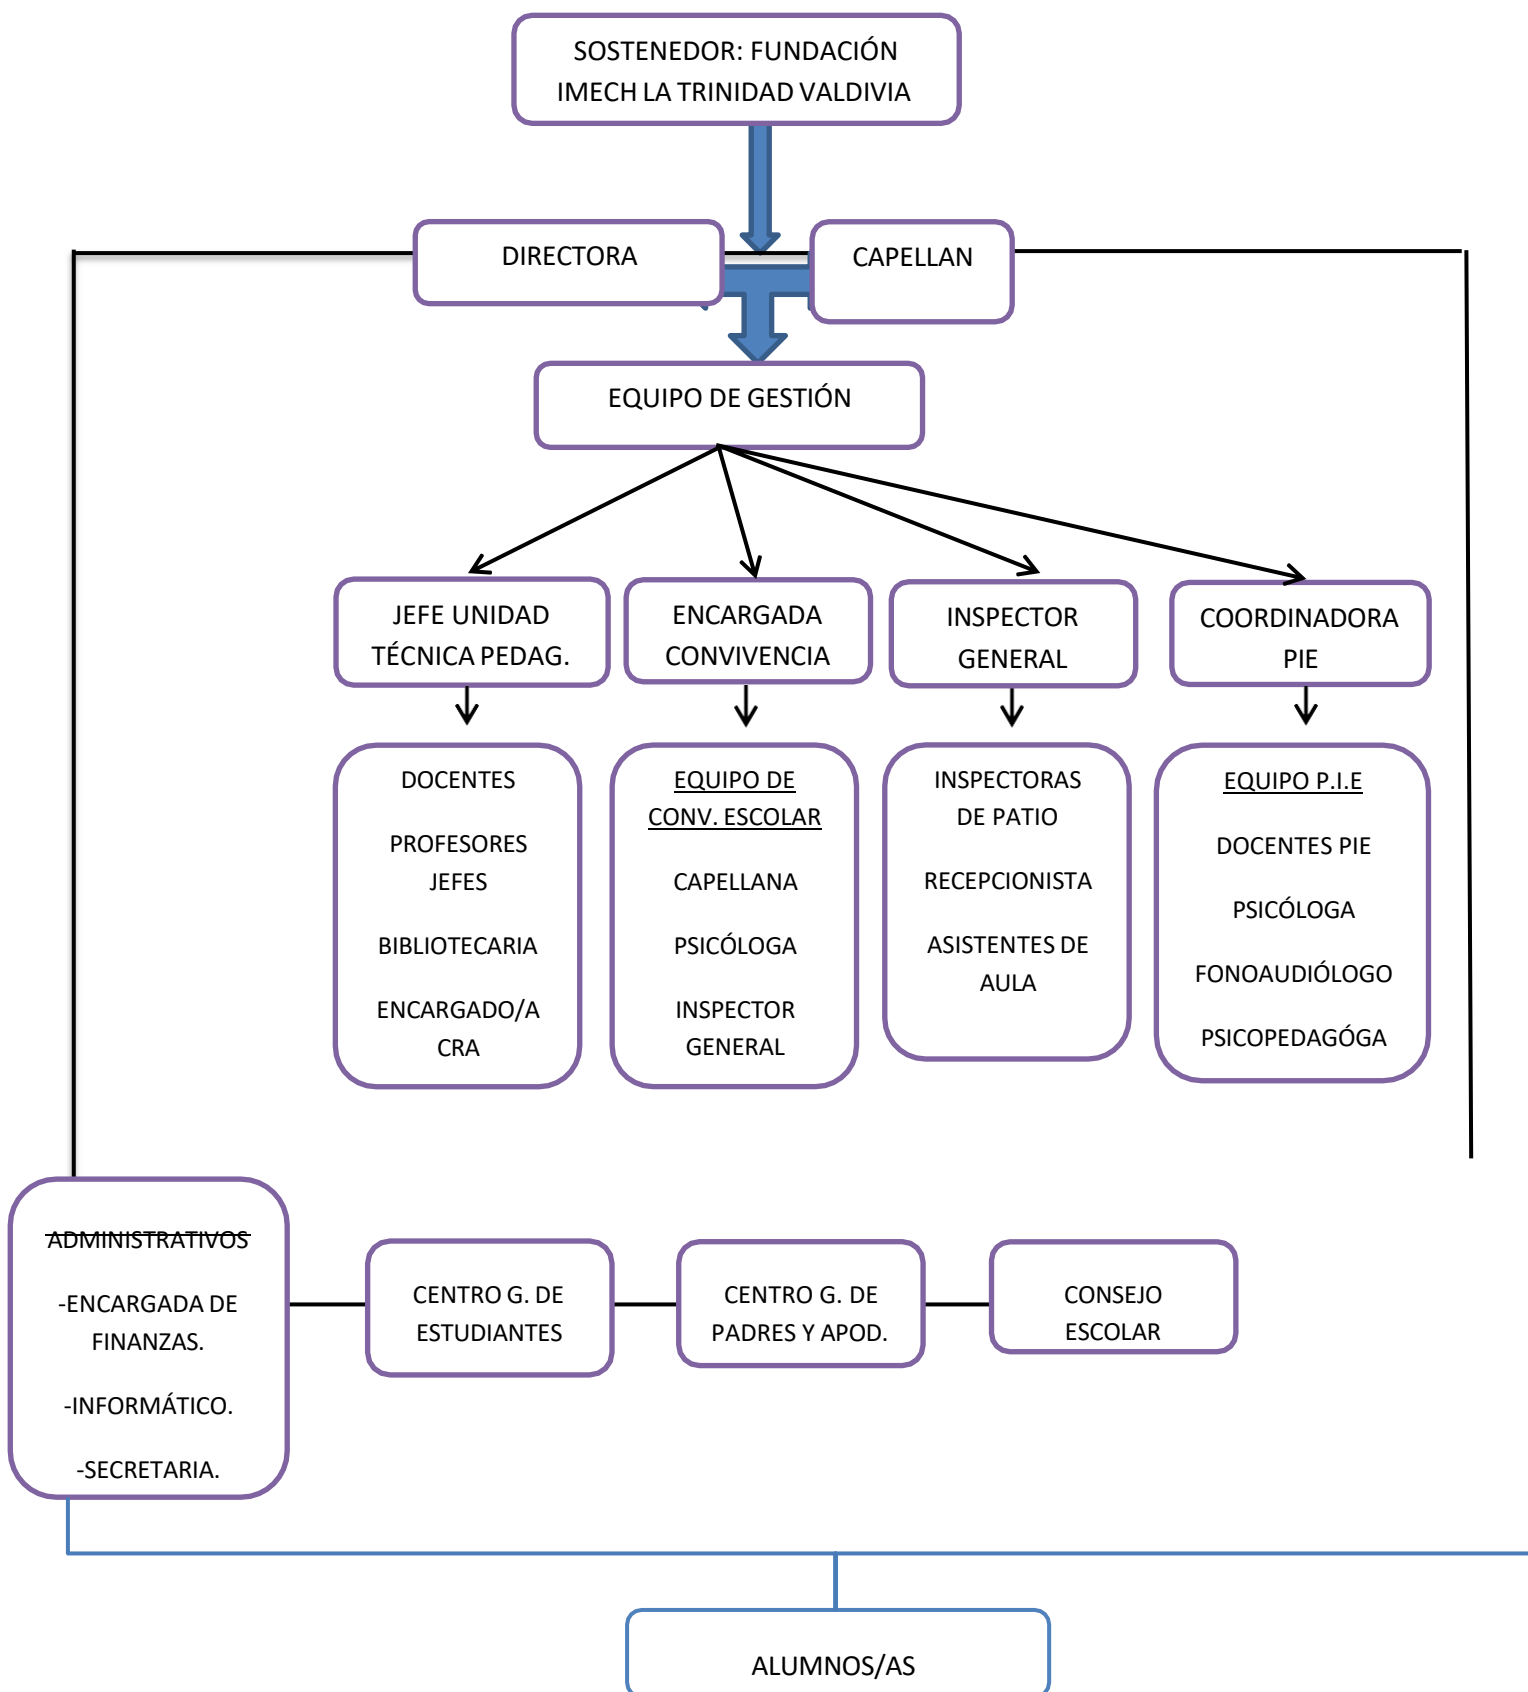 SOSTENEDOR: FUNDACIÓN
IMECH LA TRINIDAD VALDIVIA
DIRECTORA
CAPELLAN
EQUIPO DE GESTIÓN
JEFE UNIDAD
TÉCNICA PEDAG.
ENCARGADA
CONVIVENCIA
INSPECTOR
GENERAL
COORDINADORA
PIE
DOCENTES
PROFESORES
JEFES
BIBLIOTECARIA
ENCARGADO/A
CRA
EQUIPO DE
CONV. ESCOLAR
CAPELLANA
PSICÓLOGA
INSPECTOR
GENERAL
INSPECTORAS
DE PATIO
RECEPCIONISTA
ASISTENTES DE
AULA
EQUIPO P.I.E
DOCENTES PIE
PSICÓLOGA
FONOAUDIÓLOGO
PSICOPEDAGÓGA
ADMINISTRATIVOS
-ENCARGADA DE
FINANZAS.
-INFORMÁTICO.
-SECRETARIA.
CENTRO G. DE
ESTUDIANTES
CENTRO G. DE
PADRES Y APOD.
CONSEJO
ESCOLAR
ALUMNOS/AS